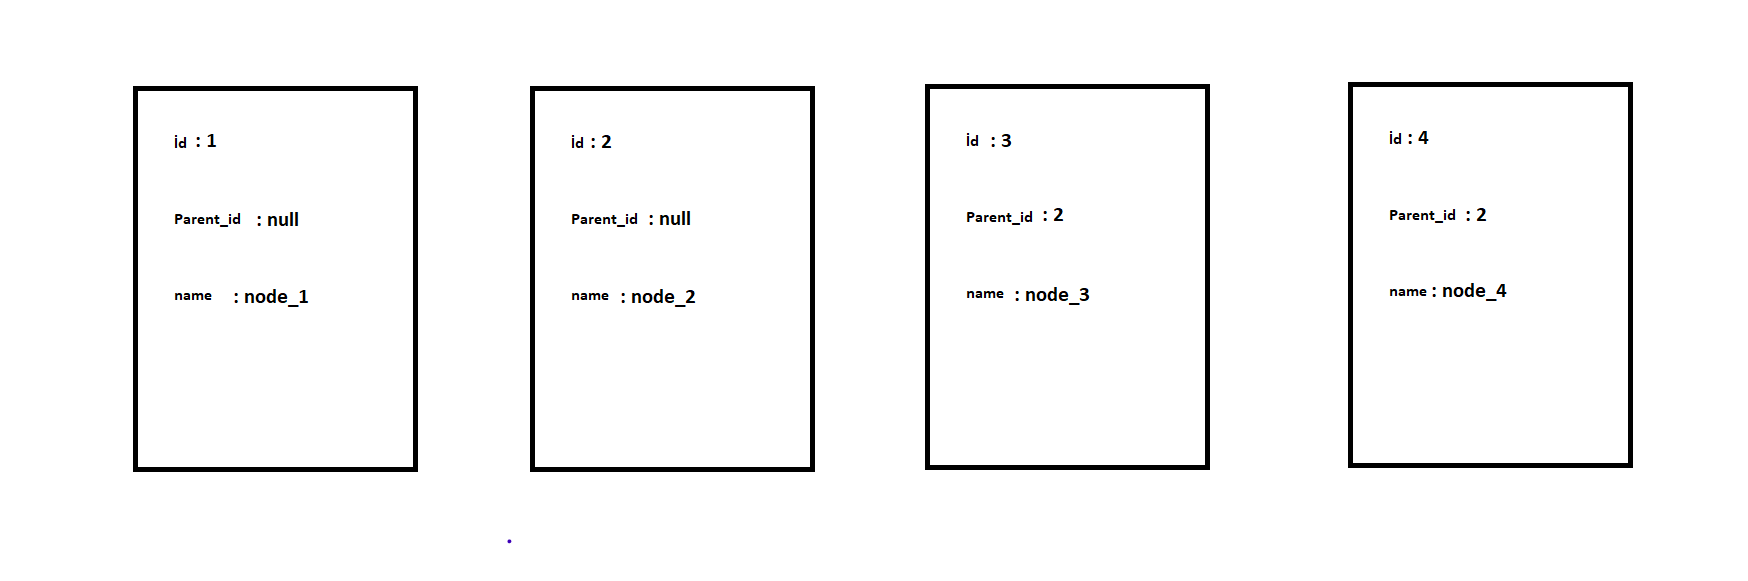 id : 1
Parent_id : null
name : node_1
id : 2
Parent_id : null
name : node_2
id : 3
Parent_id : 2
name : node_3
id : 4
Parent_id : 2
name : node_4